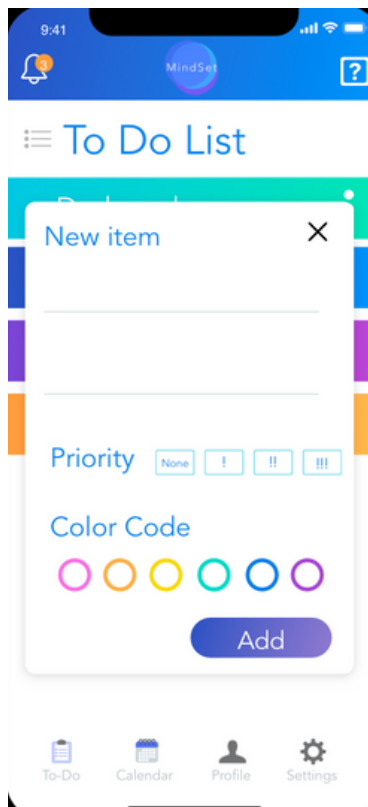 9:41
3
MindSet
?
To Do List
New item
Priority None ! !! !!!
Color Code
Add
To-Do Calendar Profile Settings